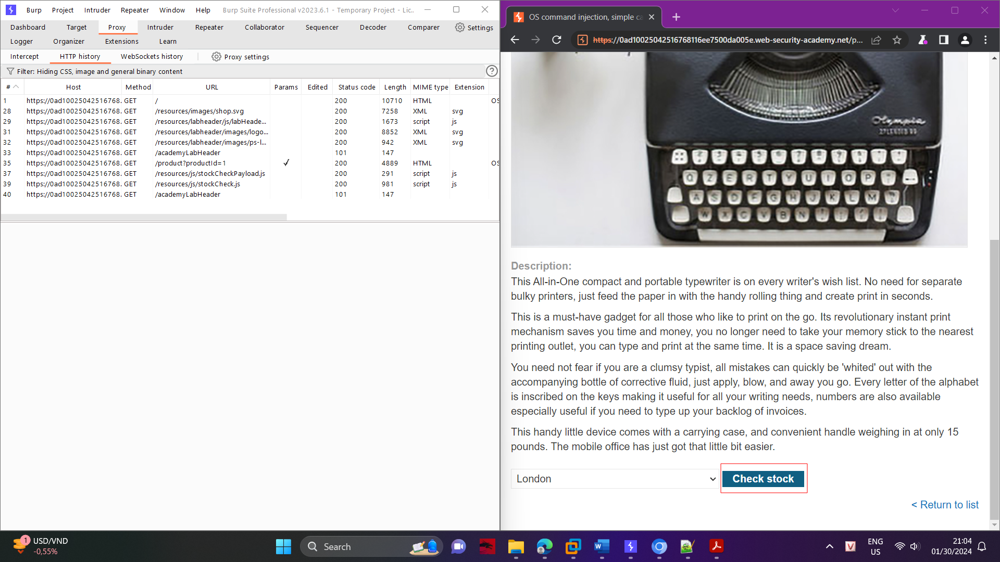 Burp Project Intruder Repeater Window Help Burp Suite Professional v2023.6.1 - Temporary Project - Lic..
Dashboard Target Proxy Intruder Repeater Collaborator Sequencer Decoder Comparer Settings
Logger Organizer Extensions Learn
Intercept HTTP history WebSockets history Proxy settings
Filter: Hiding CSS, image and general binary content ?
# Host Method URL Params Edited Status code Length MIME type Extension
1 https://0ad10025042516768. GET / 200 10710 HTML OS
28 https://0ad10025042516768. GET /resources/images/shop.svg 200 7258 XML svg
29 https://0ad10025042516768. GET /resources/labheader/js/labHeade... 200 1673 script js
31 https://0ad10025042516768. GET /resources/labheader/images/logo... 200 8852 XML svg
32 https://0ad10025042516768. GET /resources/labheader/images/ps-l... 200 942 XML svg
33 https://0ad10025042516768. GET /academyLabHeader 101 147
35 https://0ad10025042516768. GET /product?productId=1 ✓ 200 4889 HTML OS
37 https://0ad10025042516768. GET /resources/js/stockCheckPayload.js 200 291 script js
39 https://0ad10025042516768. GET /resources/js/stockCheck.js 200 981 script js
40 https://0ad10025042516768. GET /academyLabHeader 101 147
OS command injection, simple ca
https://0ad10025042516768116ee7500da005e.web-security-academy.net/p...
Olympia
Q Z E R T Y U I O P
A S D F G H J K L M
W X C V B N
Description:
This All-in-One compact and portable typewriter is on every writer's wish list. No need for separate
bulky printers, just feed the paper in with the handy rolling thing and create print in seconds.
This is a must-have gadget for all those who like to print on the go. Its revolutionary instant print
mechanism saves you time and money, you no longer need to take your memory stick to the nearest
printing outlet, you can type and print at the same time. It is a space saving dream.
You need not fear if you are a clumsy typist, all mistakes can quickly be 'whited' out with the
accompanying bottle of corrective fluid, just apply, blow, and away you go. Every letter of the alphabet
is inscribed on the keys making it useful for all your writing needs, numbers are also available
especially useful if you need to type up your backlog of invoices.
This handy little device comes with a carrying case, and convenient handle weighing in at only 15
pounds. The mobile office has just got that little bit easier.
London Check stock
< Return to list
1 USD/VND
-0,55%
Search
ENG
US
21:04
01/30/2024